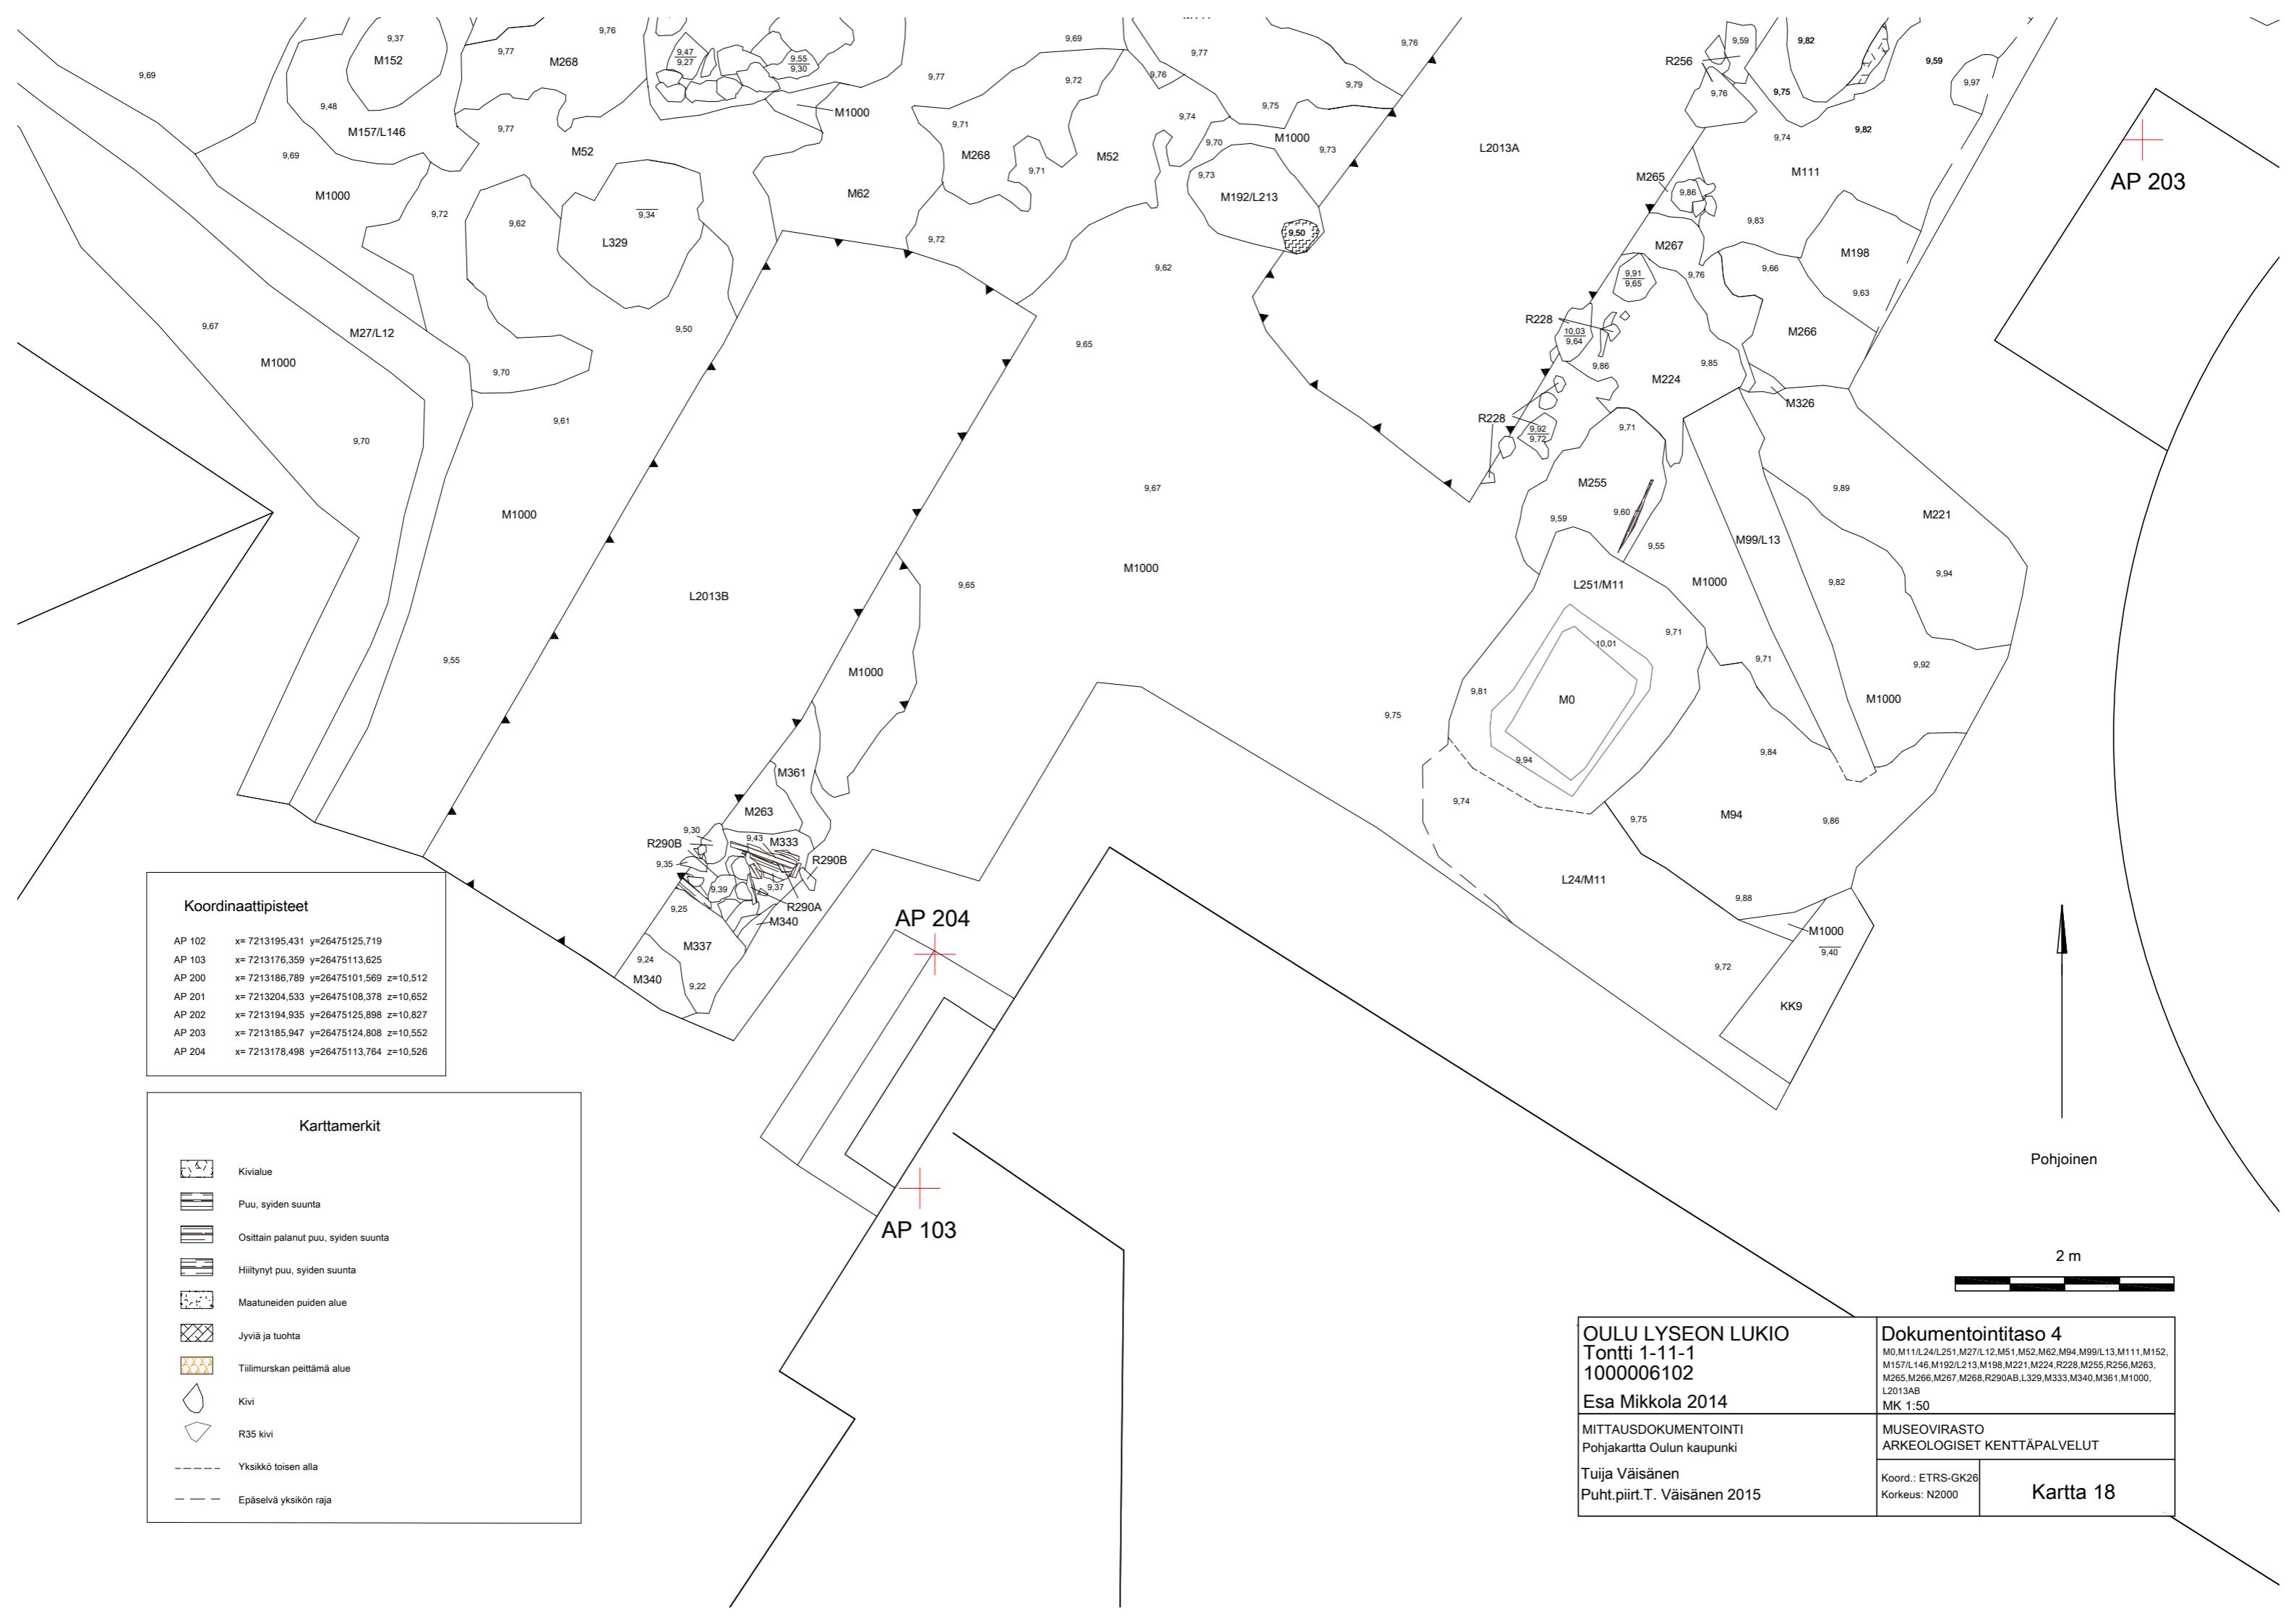 9,37
9,76
9,69
M152
9,77
M268
9,47
9,27
9,55
9,30
9,69
9,77
9,76
9,59
9,82
R256
9,59
9,97
9,48
9,77
9,72
9,76
9,79
9,76
9,75
M157/L146
9,77
M1000
9,71
9,74
9,75
M1000
9,74
9,82
9,69
M52
M268
M52
9,70
9,73
L2013A
M111
AP 203
M1000
9,71
9,73
M265
9,86
M62
M192/L213
9,72
9,62
9,34
9,83
L329
9,72
9,50
M267
M198
9,62
9,91
9,65
9,76
9,66
9,63
9,67
M27/L12
9,50
R228
10,03
9,64
M266
9,65
M1000
9,70
9,86
9,85
M224
M326
9,70
9,61
R228
9,92
9,72
9,71
M255
9,67
9,89
M1000
9,59
9,60
M221
9,55
M99/L13
M1000
9,65
L251/M11
M1000
9,82
9,94
L2013B
9,55
M1000
9,71
10,01
9,71
9,92
9,81
M0
M1000
9,75
9,84
9,94
M361
M263
9,74
9,75
M94
9,86
9,30
R290B
9,43
M333
R290B
9,35
9,39
9,37
R290A
9,25
M340
L24/M11
9,88
M337
M1000
9,40
9,24
M340
9,22
9,72
KK9
AP 204
AP 103
Koordinaattipisteet
AP 102 x= 7213195,431 y=26475125,719
AP 103 x= 7213176,359 y=26475113,625
AP 200 x= 7213186,789 y=26475101,569 z=10,512
AP 201 x= 7213204,533 y=26475108,378 z=10,652
AP 202 x= 7213194,935 y=26475125,898 z=10,827
AP 203 x= 7213185,947 y=26475124,808 z=10,552
AP 204 x= 7213178,498 y=26475113,764 z=10,526
Karttamerkit
Kivialue
Puu, syiden suunta
Osittain palanut puu, syiden suunta
Hiiltynyt puu, syiden suunta
Maatuneiden puiden alue
Jyviä ja tuohta
Tiilimurskan peittämä alue
Kivi
R35 kivi
Yksikkö toisen alla
Epäselvä yksikön raja
Pohjoinen
2 m
OULU LYSEON LUKIO
Tontti 1-11-1
1000006102
Esa Mikkola 2014
Dokumentointitaso 4
M0,M11/L24/L251,M27/L12,M51,M52,M62,M94,M99/L13,M111,M152,
M157/L146,M192/L213,M198,M221,M224,R228,M255,R256,M263,
M265,M266,M267,M268,R290AB,L329,M333,M340,M361,M1000,
L2013AB
MK 1:50
MITTAUSDOKUMENTOINTI
Pohjakartta Oulun kaupunki
Tuija Väisänen
Puht.piirt.T. Väisänen 2015
MUSEOVIRASTO
ARKEOLOGISET KENTTÄPALVELUT
Koord.: ETRS-GK26
Korkeus: N2000
Kartta 18